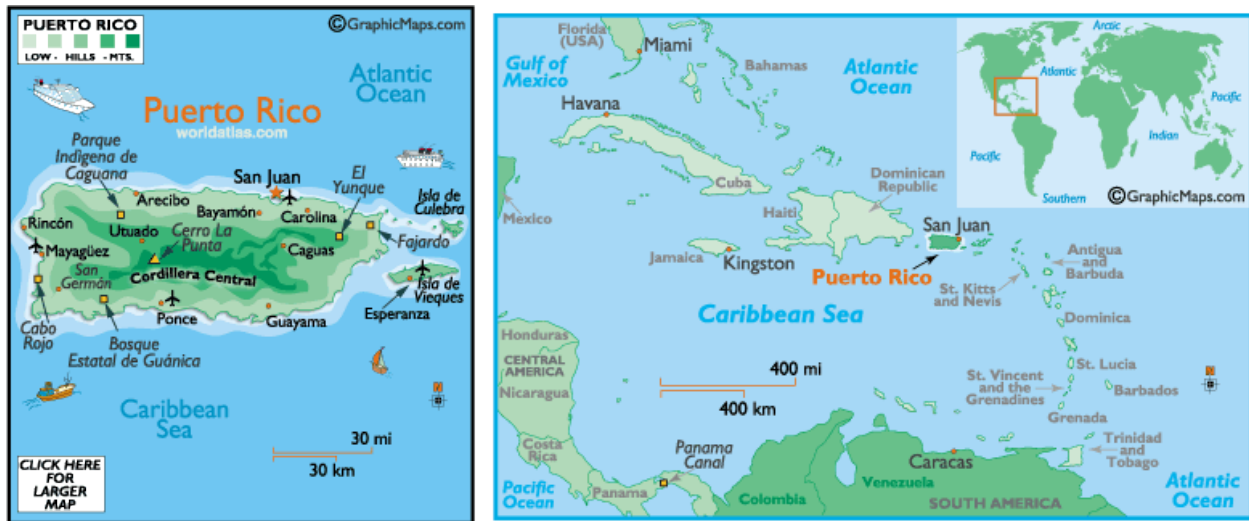 PUERTO RICO
LOW - HILLS - MTS.
©GraphicMaps.com
Atlantic
Ocean
Puerto Rico
worldatlas.com
Parque
Indígena de
Caguana
San Juan
El
Yunque
Isla de
Culebra
Arecibo
Bayamón
Carolina
Rincón
Utuado
Cerro La
Punta
Fajardo
Mayagüez
Caguas
San
Germán
Cordillera Central
Isla de
Vieques
Cabo
Rojo
Ponce
Guayama
Esperanza
Bosque
Estatal de Guánica
Caribbean
Sea
30 mi
30 km
CLICK HERE
FOR
LARGER
MAP
Florida
(USA)
Miami
Gulf of
Mexico
Bahamas
Atlantic
Ocean
Havana
Cuba
Dominican
Republic
Haiti
Mexico
Jamaica
Kingston
San Juan
Puerto Rico
Antigua
and
Barbuda
St. Kitts
and Nevis
Caribbean Sea
Dominica
Honduras
CENTRAL
AMERICA
Nicaragua
400 mi
400 km
St. Lucia
St. Vincent
and the
Grenadines
Barbados
Grenada
Costa
Rica
Panama
Canal
Caracas
Trinidad
and
Tobago
Pacific
Ocean
Panama
Colombia
Venezuela
SOUTH AMERICA
Atlantic
Ocean
Arctic
Atlantic
Pacific
Indian
Pacific
Southern
©GraphicMaps.com